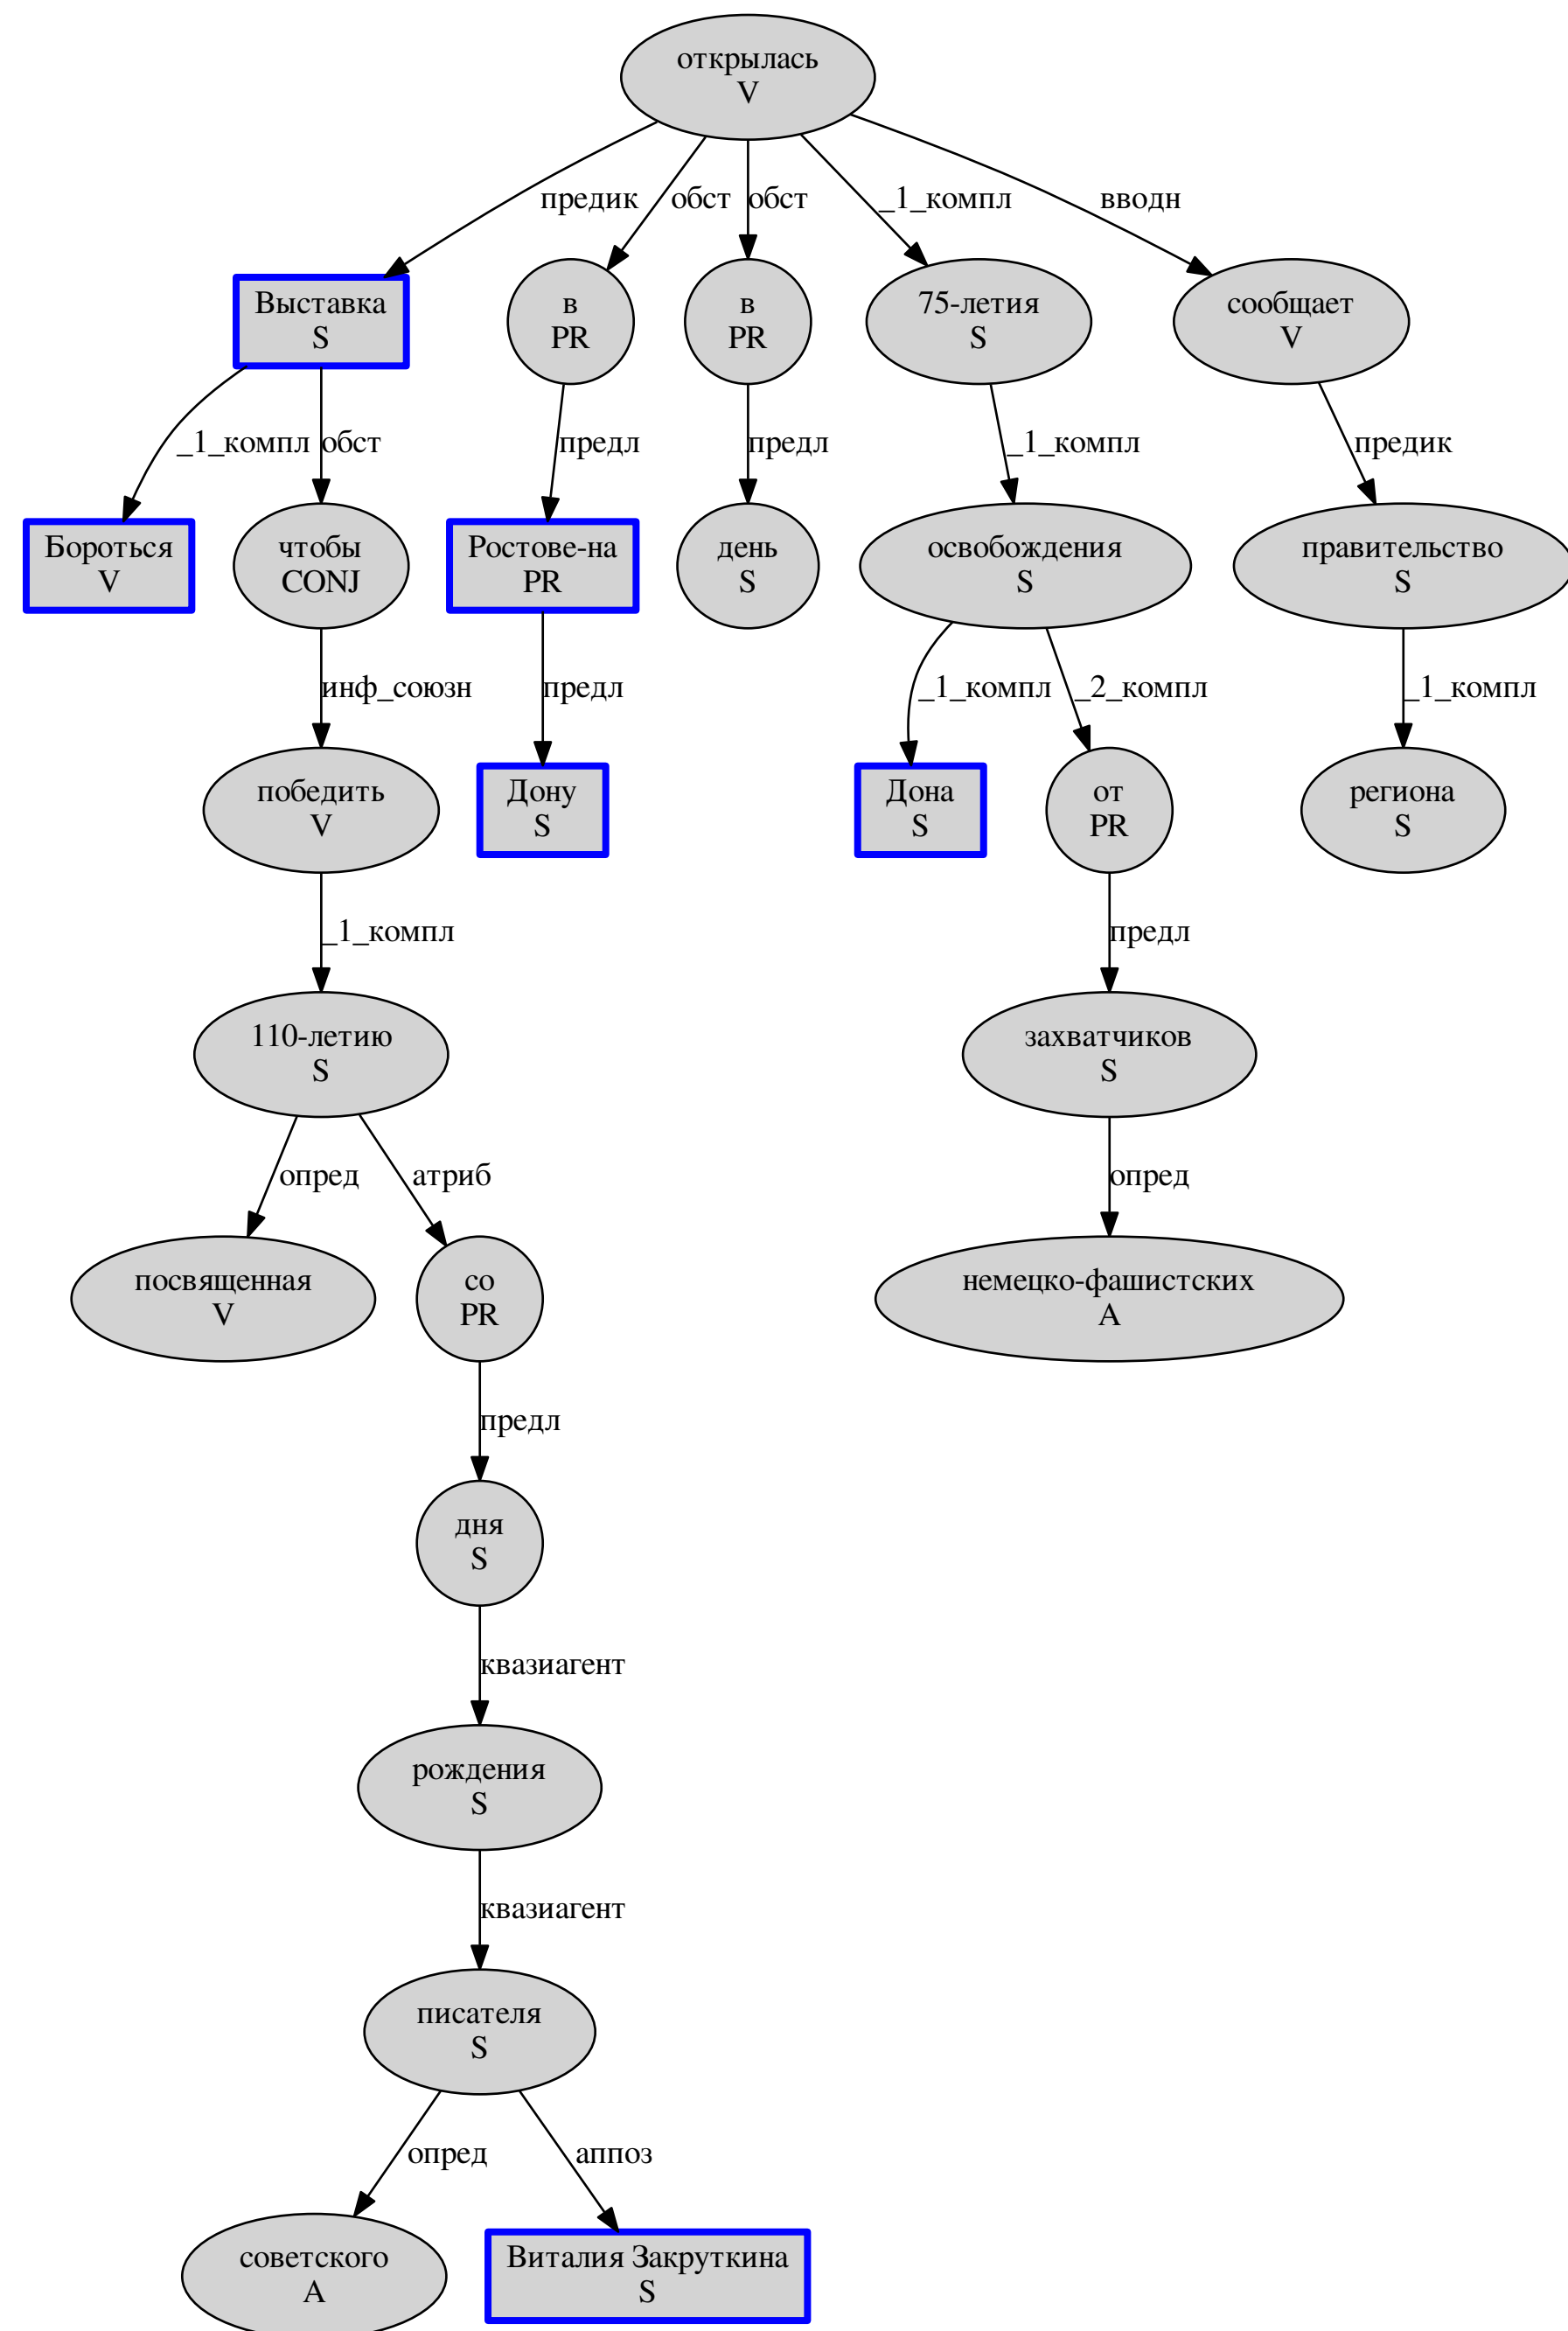 открылась
V
предик
обст
обст
_1_компл
вводн
Выставка
S
в
PR
в
PR
75-летия
S
сообщает
V
_1_компл
обст
предл
предл
_1_компл
предик
Бороться
V
чтобы
CONJ
Ростове-на
PR
день
S
освобождения
S
правительство
S
инф_союзн
предл
_1_компл
_2_компл
_1_компл
победить
V
Дону
S
Дона
S
от
PR
региона
S
_1_компл
предл
110-летию
S
захватчиков
S
опред
атриб
опред
посвященная
V
со
PR
немецко-фашистских
A
предл
дня
S
квазиагент
рождения
S
квазиагент
писателя
S
опред
аппоз
советского
A
Виталия Закруткина
S